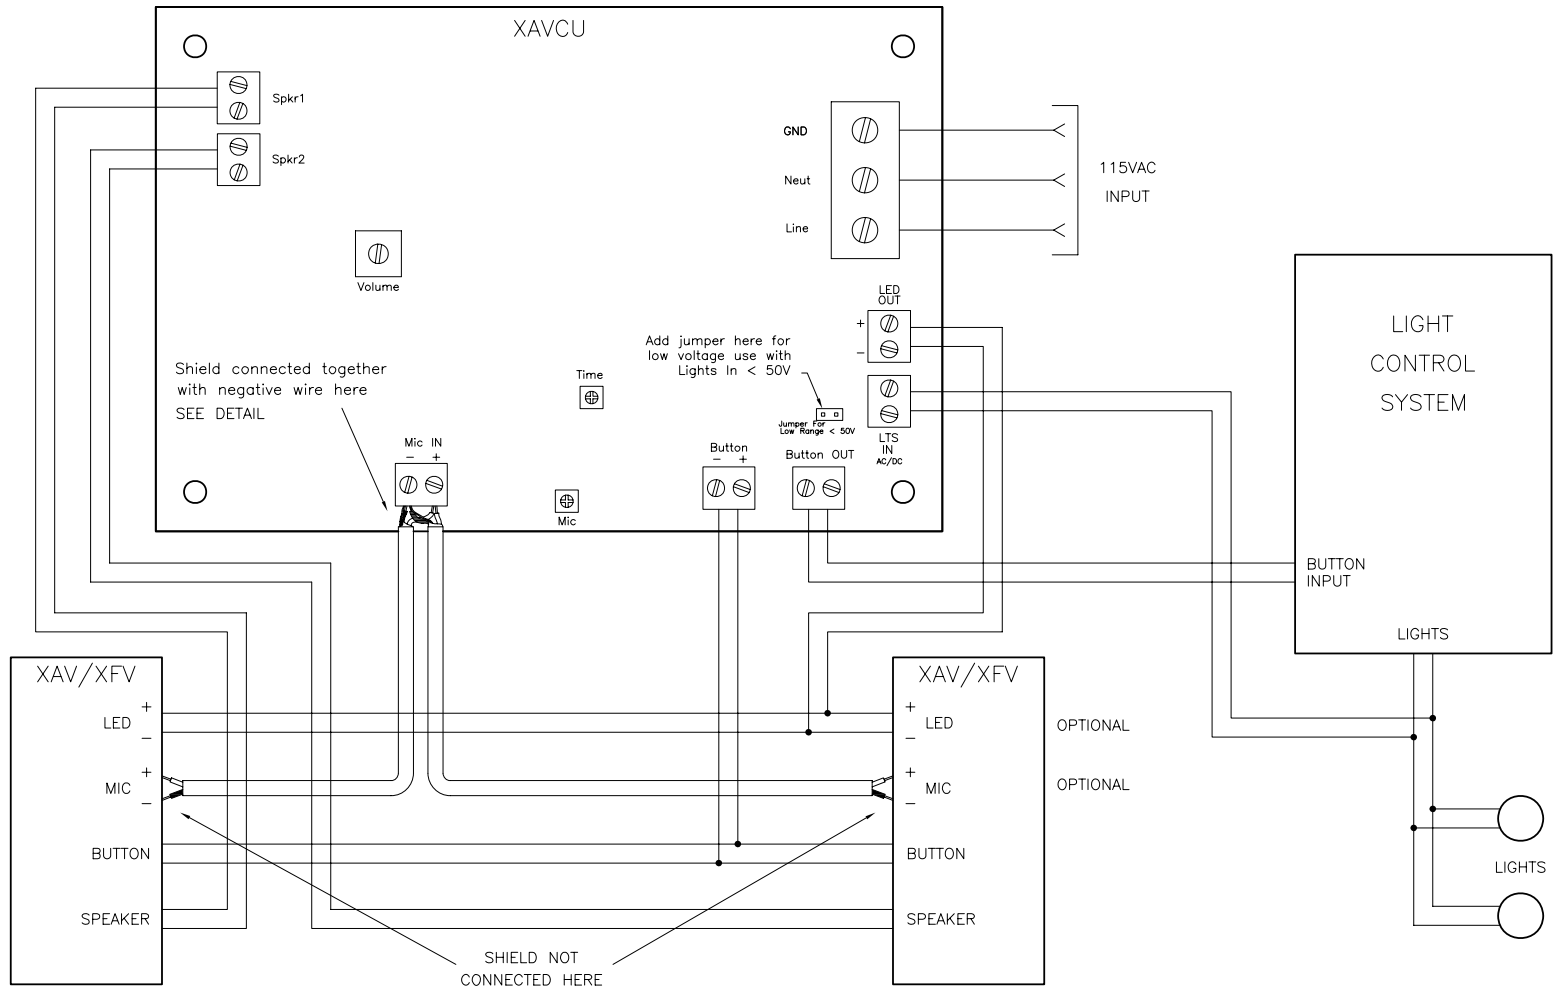 XAVCU
Spkr1
Spkr2
Volume
GND
Neut
Line
115VAC
INPUT
LED
OUT
+
−
Add jumper here for
low voltage use with
Lights In < 50V
Jumper For
Low Range < 50V
LTS
IN
AC/DC
Shield connected together
with negative wire here
SEE DETAIL
Time
Mic IN
− +
Mic
Button
− +
Button OUT
LIGHT
CONTROL
SYSTEM
BUTTON
INPUT
LIGHTS
XAV/XFV
+
LED
−
+
MIC
−
BUTTON
SPEAKER
XAV/XFV
+
LED
−
OPTIONAL
+
MIC
−
OPTIONAL
BUTTON
SPEAKER
SHIELD NOT
CONNECTED HERE
LIGHTS